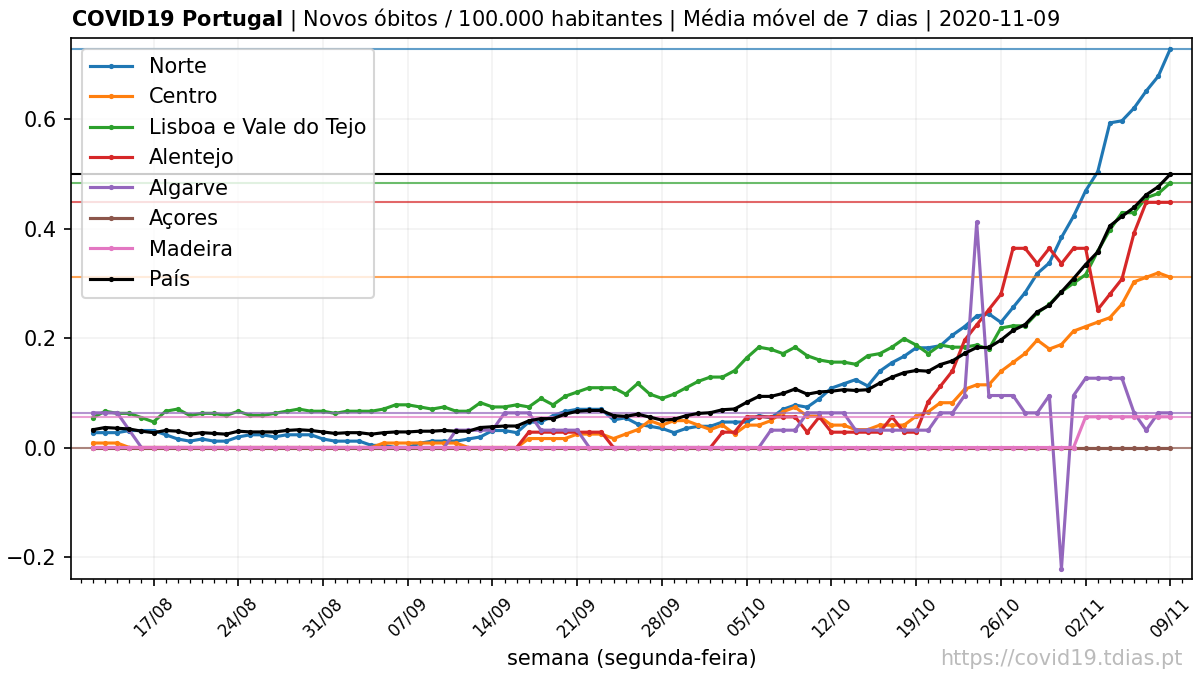 COVID19 Portugal | Novos óbitos / 100.000 habitantes | Média móvel de 7 dias | 2020-11-09
Norte
Centro
Lisboa e Vale do Tejo
Alentejo
Algarve
Açores
Madeira
País
0.6
0.4
0.2
0.0
−0.2
17/08
24/08
31/08
07/09
14/09
21/09
28/09
05/10
12/10
19/10
26/10
02/11
09/11
semana (segunda-feira)
https://covid19.tdias.pt